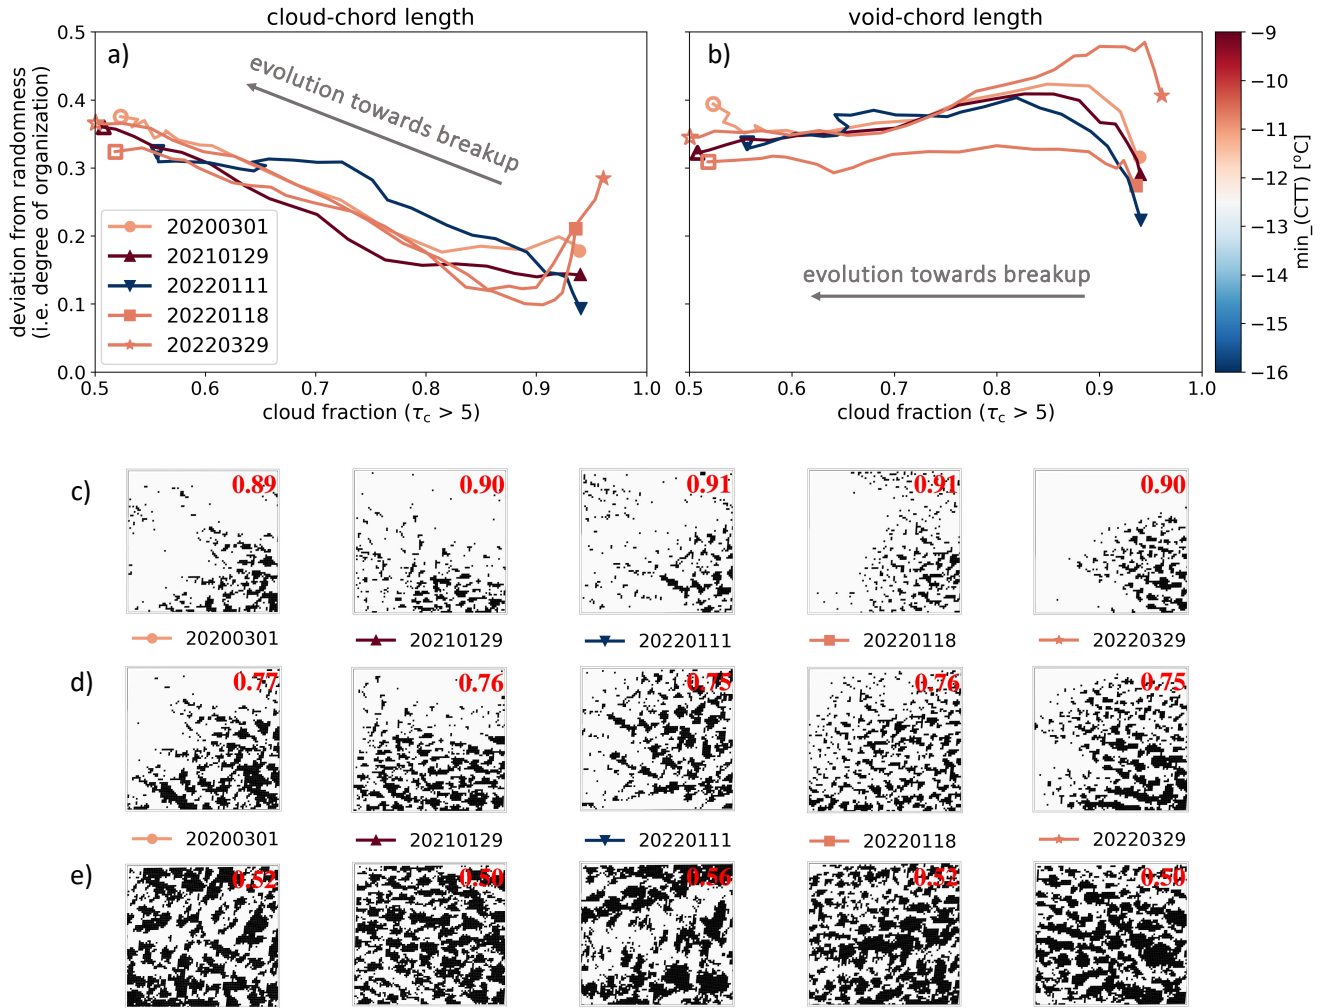 cloud-chord length
void-chord length
a)
b)
evolution towards breakup
evolution towards breakup
deviation from randomness
(i.e. degree of organization)
0.5
0.4
0.3
0.2
0.1
0.0
20200301
20210129
20220111
20220118
20220329
0.5 0.6 0.7 0.8 0.9 1.0
0.5 0.6 0.7 0.8 0.9 1.0
cloud fraction (τc > 5)
cloud fraction (τc > 5)
−9
−10
−11
−12
−13
−14
−15
−16
min_(CTT) [°C]
c)
0.89 0.90 0.91 0.91 0.90
20200301 20210129 20220111 20220118 20220329
d)
0.77 0.76 0.75 0.76 0.75
20200301 20210129 20220111 20220118 20220329
e)
0.52 0.50 0.56 0.52 0.50